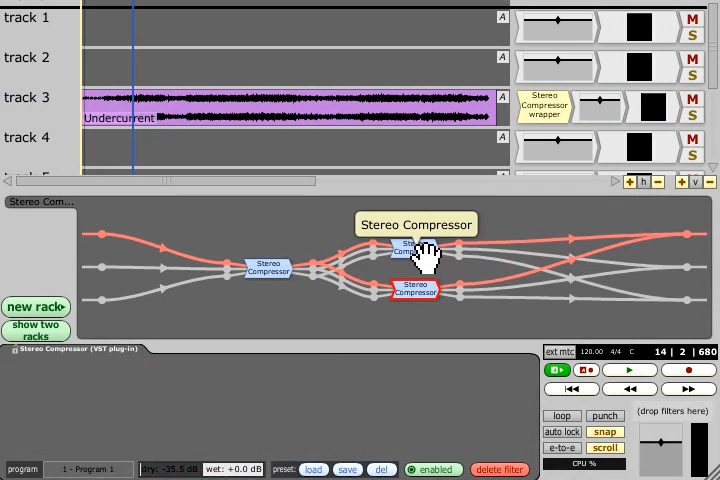 track 1
A
M
S
track 2
A
M
S
track 3
Undercurrent
A
Stereo
Compressor
wrapper
M
S
track 4
A
M
S
+ h −
+ v −
Stereo Com...
Stereo Compressor
Stereo
Compressor
Stereo
Compressor
new rack
show two
racks
Stereo Compressor (VST plug-in)
ext mtc 120.00 4/4 C 14 | 2 | 680
loop punch
auto lock snap
e-to-e scroll
CPU %
(drop filters here)
program 1 - Program 1 dry: -35.5 dB wet: +0.0 dB preset: load save del enabled delete filter